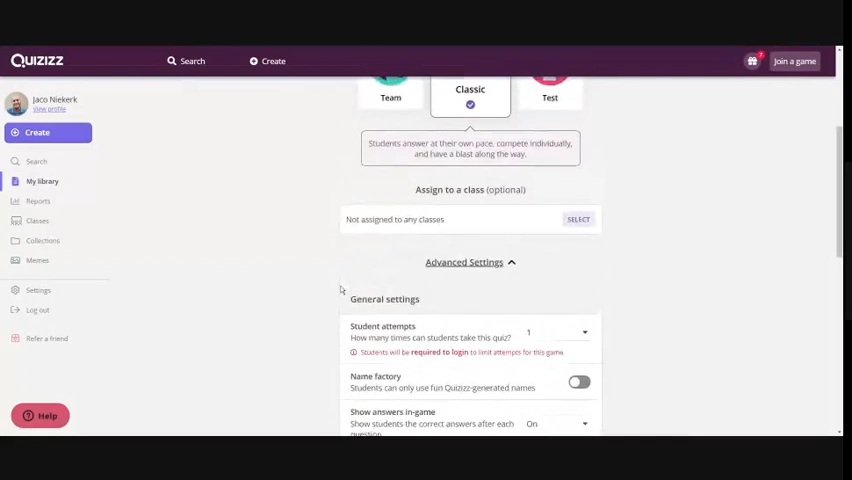 QUIZIZZ
Search
Create
7
Join a game
Jaco Niekerk
View profile
Create
Search
My library
Reports
Classes
Collections
Memes
Settings
Log out
Refer a friend
Help
Team
Classic
Test
Students answer at their own pace, compete individually,
and have a blast along the way.
Assign to a class (optional)
Not assigned to any classes
SELECT
Advanced Settings
General settings
Student attempts
How many times can students take this quiz?
1
Students will be required to login to limit attempts for this game
Name factory
Students can only use fun Quizizz-generated names
Show answers in-game
Show students the correct answers after each
question
On